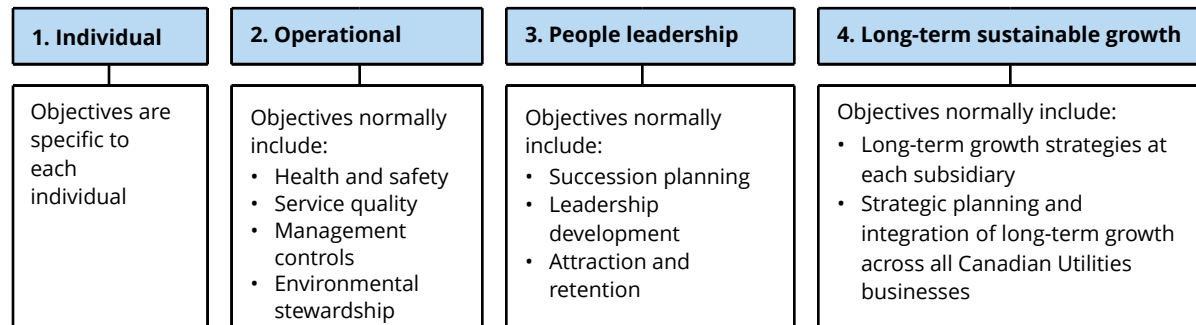 1. Individual
Objectives are
specific to
each
individual
2. Operational
Objectives normally
include:
• Health and safety
• Service quality
• Management
controls
• Environmental
stewardship
3. People leadership
Objectives normally
include:
• Succession planning
• Leadership
development
• Attraction and
retention
4. Long-term sustainable growth
Objectives normally include:
• Long-term growth strategies at
each subsidiary
• Strategic planning and
integration of long-term growth
across all Canadian Utilities
businesses